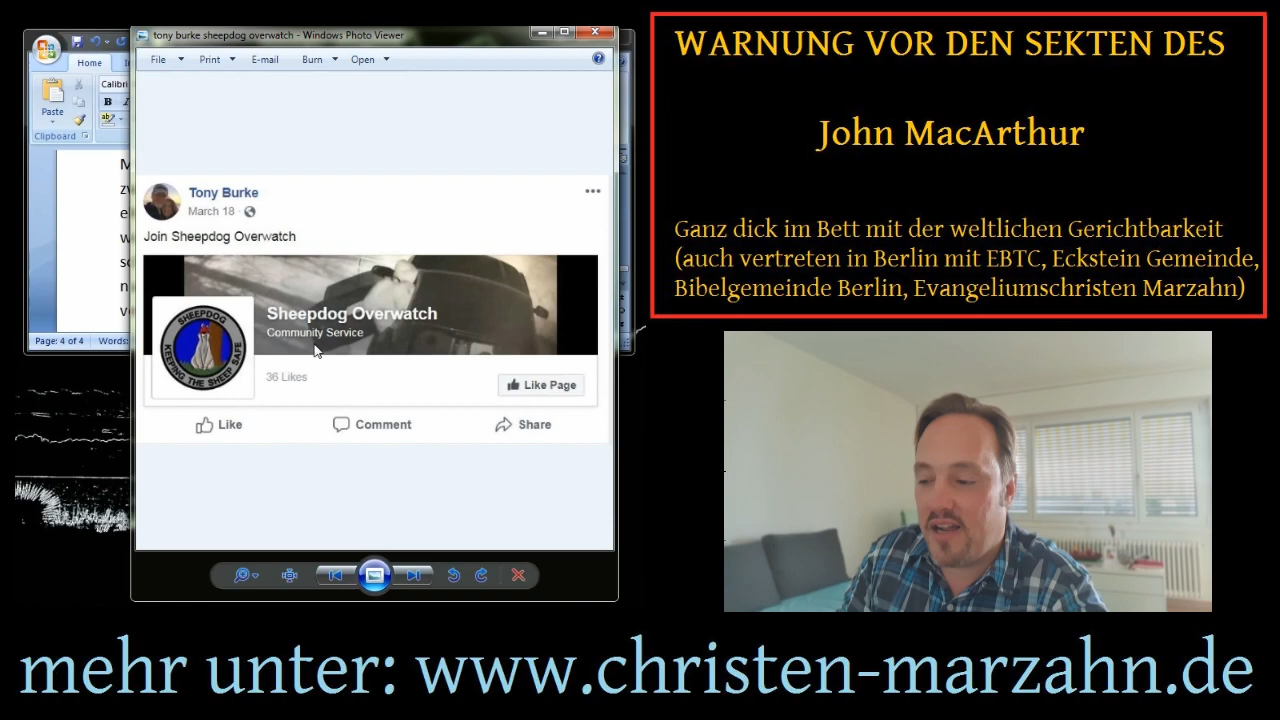 tony burke sheepdog overwatch - Windows Photo Viewer
File Print E-mail Burn Open
Home
Calibri
B I
Paste
Clipboard
Page: 4 of 4 Words:
Tony Burke
March 18
Join Sheepdog Overwatch
SHEEPDOG
KEEPING THE SHEEP SAFE
Sheepdog Overwatch
Community Service
36 Likes
Like Page
Like Comment Share
WARNUNG VOR DEN SEKTEN DES
John MacArthur
Ganz dick im Bett mit der weltlichen Gerichtbarkeit
(auch vertreten in Berlin mit EBTC, Eckstein Gemeinde,
Bibelgemeinde Berlin, Evangeliumschristen Marzahn)
mehr unter: www.christen-marzahn.de